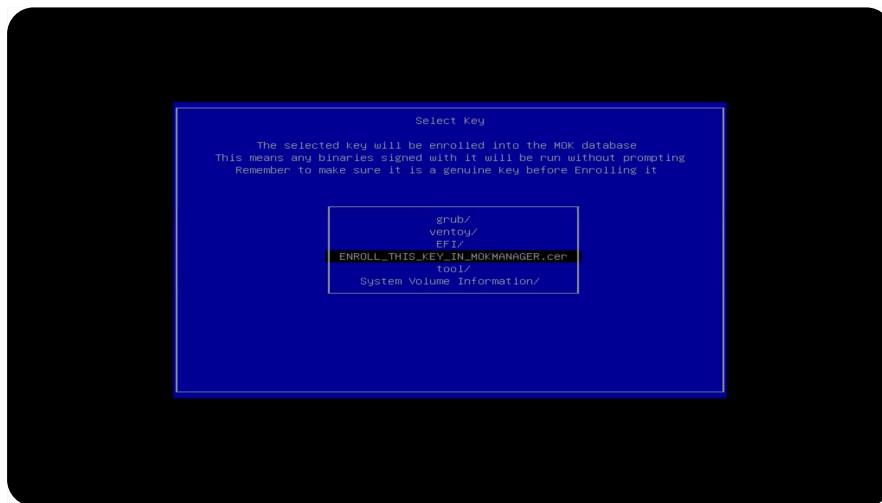 Select Key
The selected key will be enrolled into the MOK database
This means any binaries signed with it will be run without prompting
Remember to make sure it is a genuine key before Enrolling it
grub/
ventoy/
EFI/
ENROLL_THIS_KEY_IN_MOKMANAGER.cer
tool/
System Volume Information/